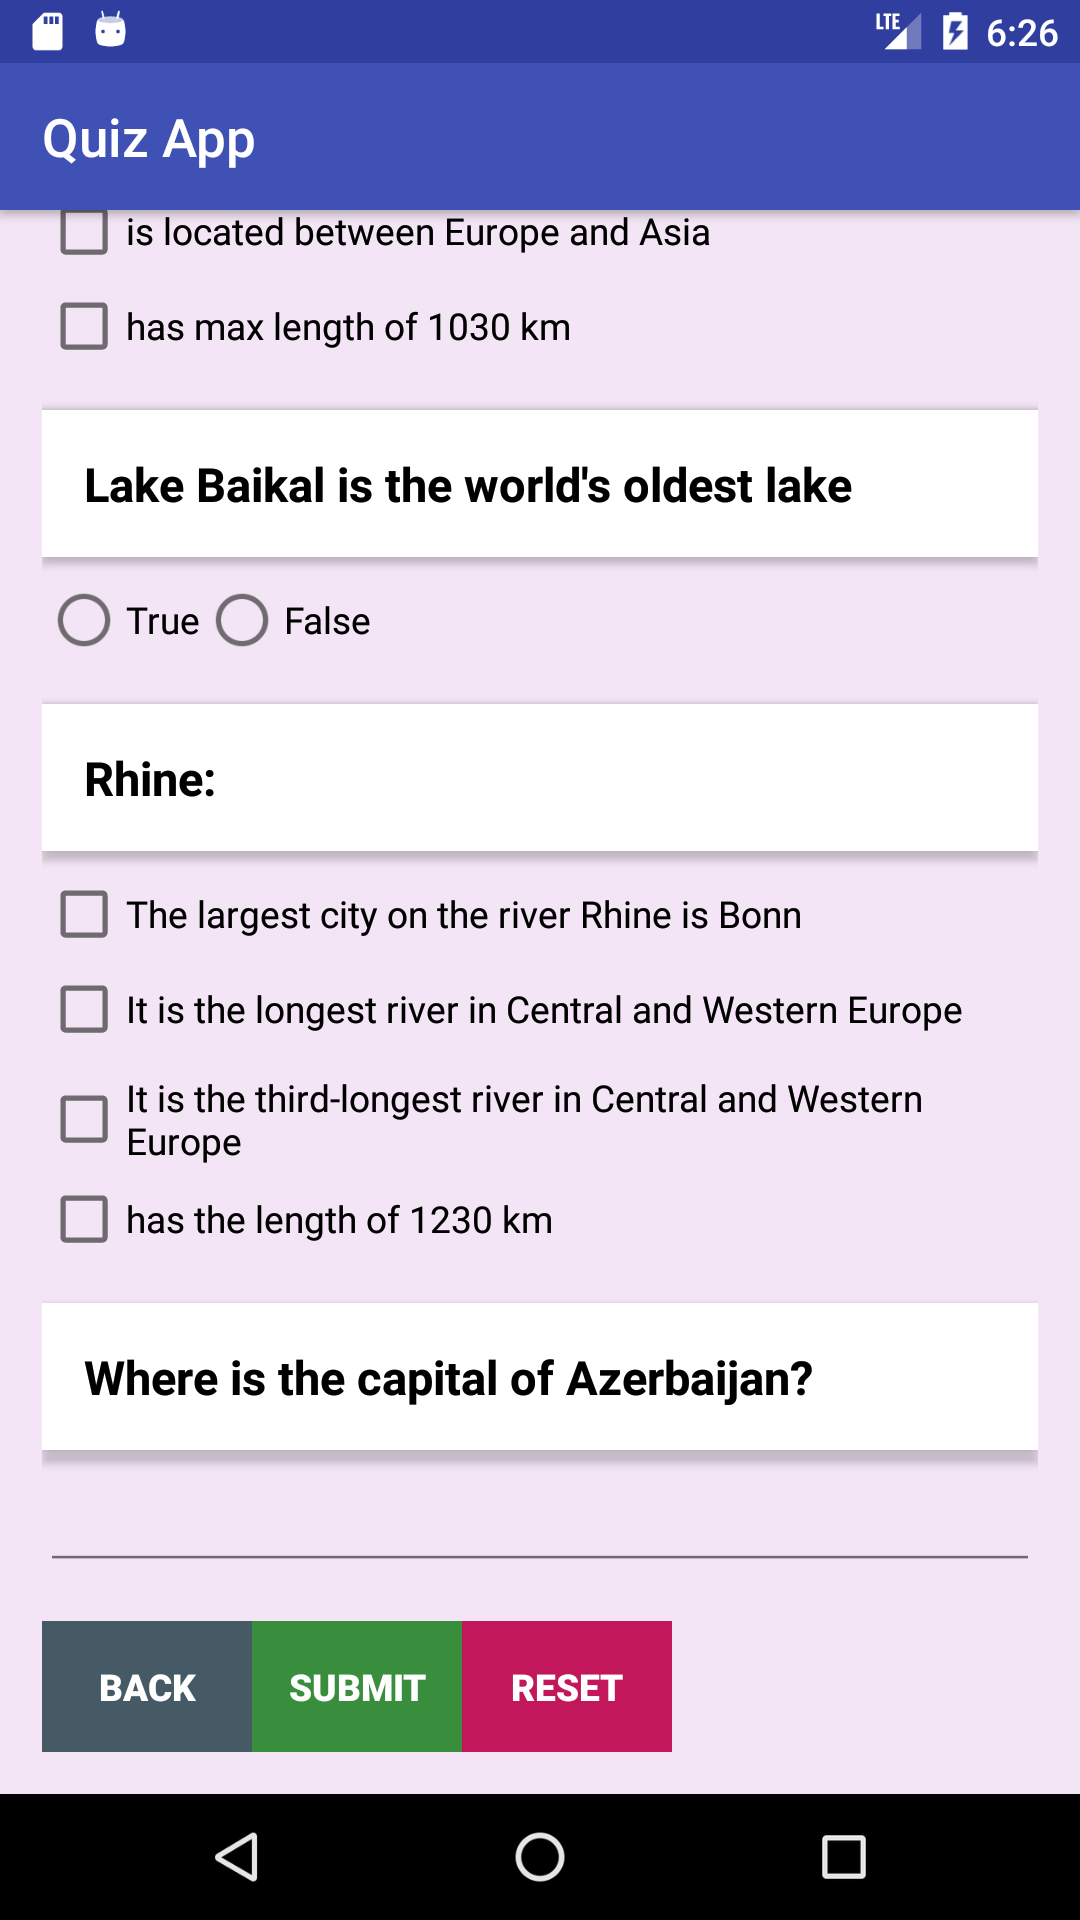 LTE 6:26
Quiz App
is located between Europe and Asia
has max length of 1030 km
Lake Baikal is the world's oldest lake
True False
Rhine:
The largest city on the river Rhine is Bonn
It is the longest river in Central and Western Europe
It is the third-longest river in Central and Western
Europe
has the length of 1230 km
Where is the capital of Azerbaijan?
BACK SUBMIT RESET